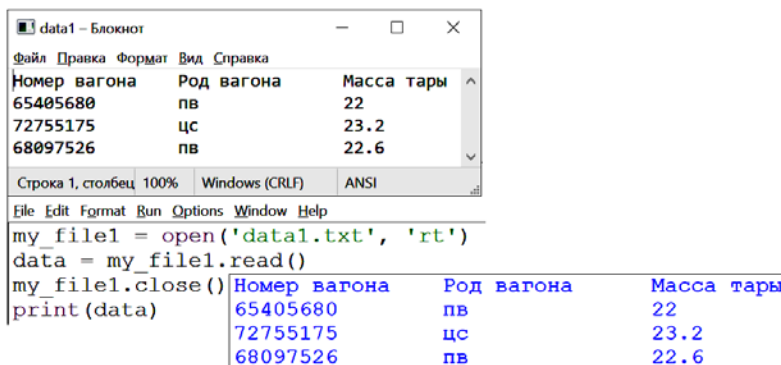 data1 – Блокнот
Файл Правка Формат Вид Справка
Номер вагона Род вагона Масса тары
65405680 пв 22
72755175 цс 23.2
68097526 пв 22.6
Строка 1, столбец 100% Windows (CRLF) ANSI
File Edit Format Run Options Window Help
my_file1 = open('data1.txt', 'rt')
data = my_file1.read()
my_file1.close()
print(data)
Номер вагона Род вагона Масса тары
65405680 пв 22
72755175 цс 23.2
68097526 пв 22.6